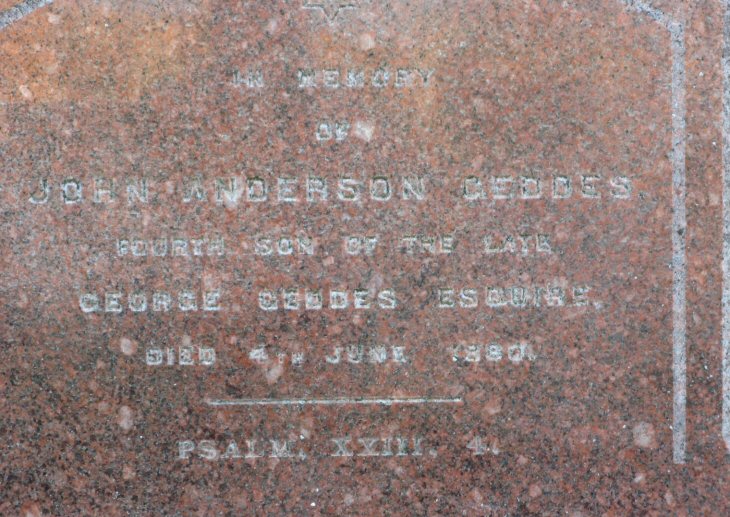 IN MEMORY
OF
JOHN ANDERSON GEDDES
FOURTH SON OF THE LATE
GEORGE GEDDES ESQUIRE,
DIED 4TH JUNE
PSALM, XXIII. 4.